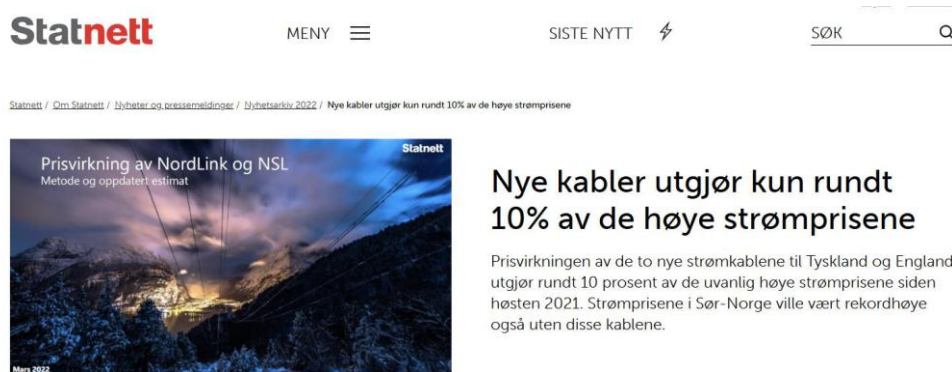 Statnett
MENY
SISTE NYTT
SØK
Statnett / Om Statnett / Nyheter og pressemeldinger / Nyhetsarkiv 2022 / Nye kabler utgjør kun rundt 10% av de høye strømprisene
Statnett
Prisvirkning av NordLink og NSL
Metode og oppdatert estimat
Mars 2022
Nye kabler utgjør kun rundt
10% av de høye strømprisene
Prisvirkningen av de to nye strømkablene til Tyskland og England
utgjør rundt 10 prosent av de uvanlig høye strømprisene siden
høsten 2021. Strømprisene i Sør-Norge ville vært rekordhøye
også uten disse kablene.